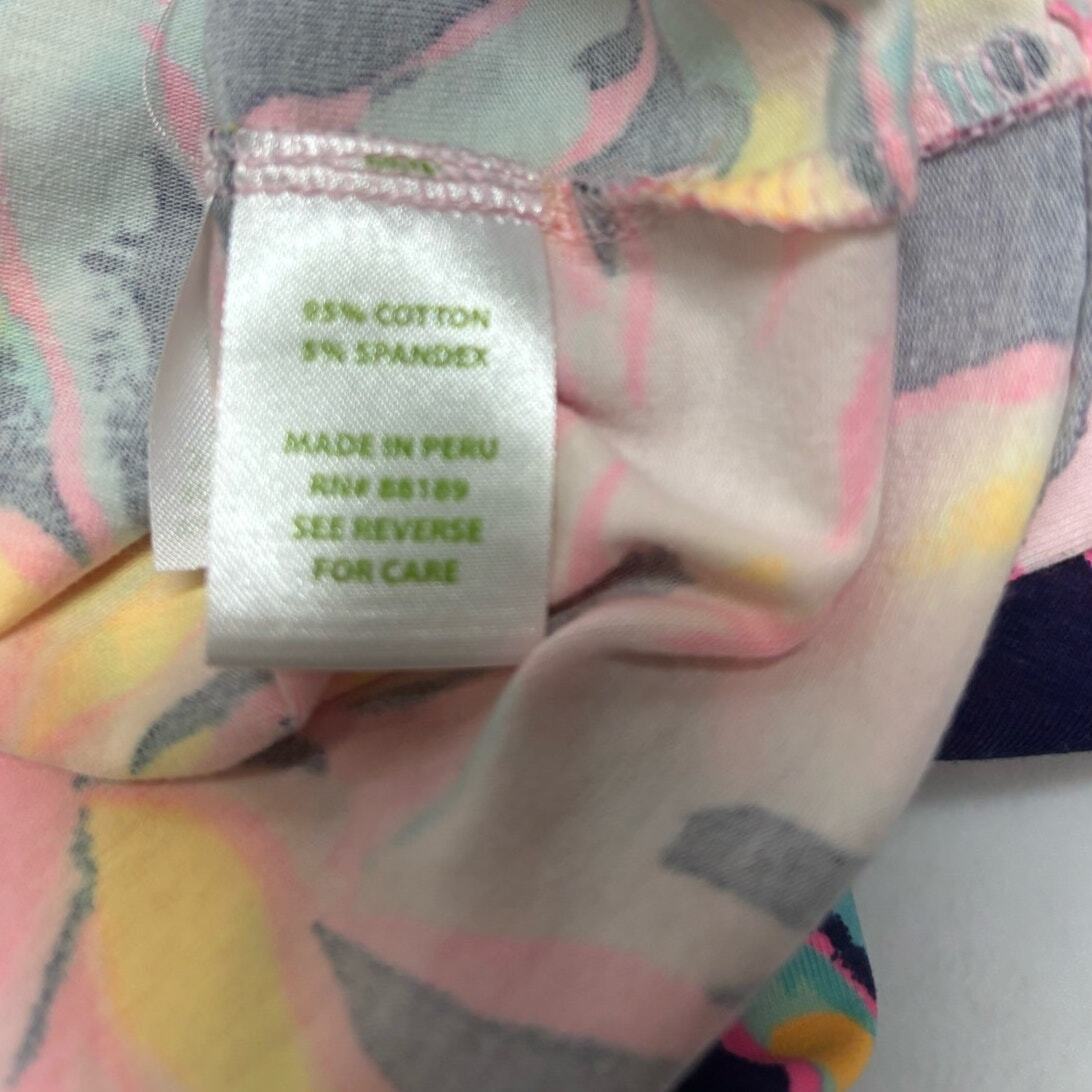 95% COTTON
5% SPANDEX
MADE IN PERU
RN# 88189
SEE REVERSE
FOR CARE